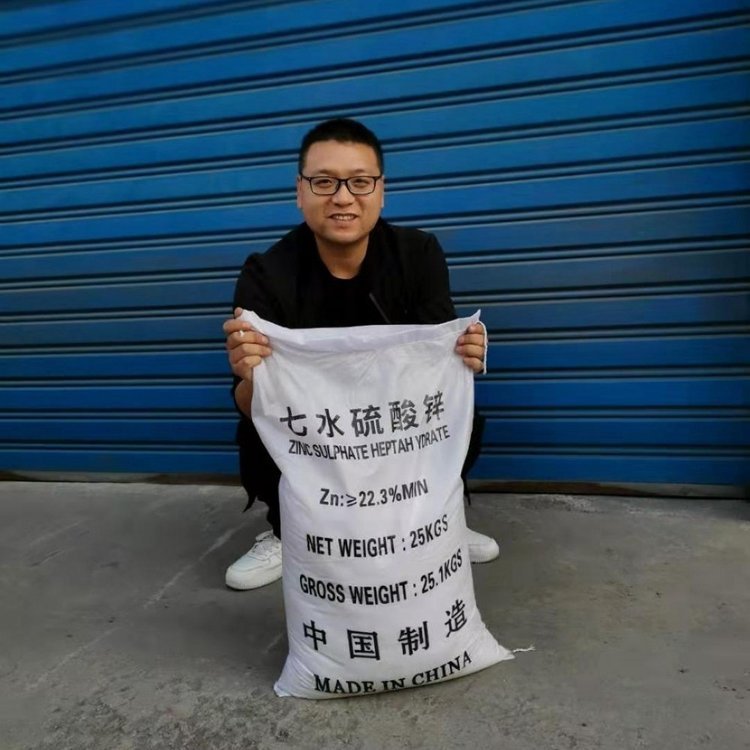 七水硫酸锌
ZINC SULPHATE HEPTAH YDRATE
Zn:≥22.3%MIN
NET WEIGHT : 25KGS
GROSS WEIGHT : 25.1KGS
中国制造
MADE IN CHINA